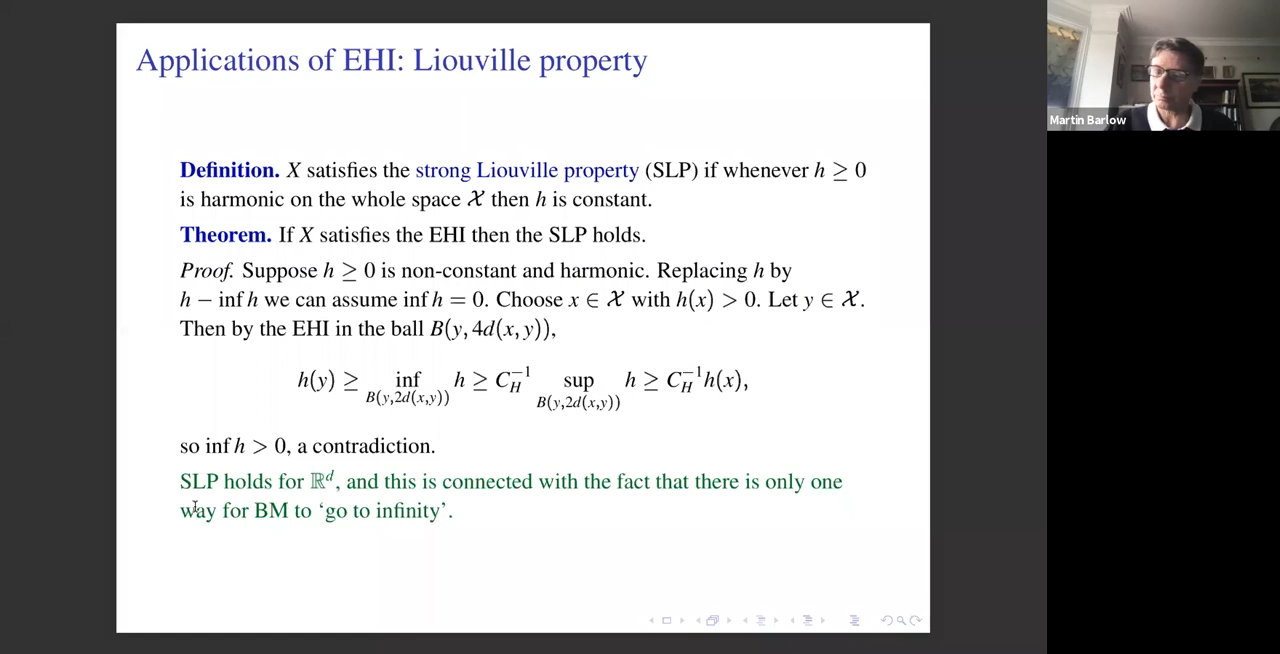 Applications of EHI: Liouville property
Martin Barlow
Definition. X satisfies the strong Liouville property (SLP) if whenever h ≥ 0
is harmonic on the whole space 𝒳 then h is constant.
Theorem. If X satisfies the EHI then the SLP holds.
Proof. Suppose h ≥ 0 is non-constant and harmonic. Replacing h by
h − inf h we can assume inf h = 0. Choose x ∈ 𝒳 with h(x) > 0. Let y ∈ 𝒳.
Then by the EHI in the ball B(y, 4d(x, y)),
h(y) ≥ inf_{B(y,2d(x,y))} h ≥ C_H^{-1} sup_{B(y,2d(x,y))} h ≥ C_H^{-1} h(x),
so inf h > 0, a contradiction.
SLP holds for ℝ^d, and this is connected with the fact that there is only one
way for BM to ‘go to infinity’.